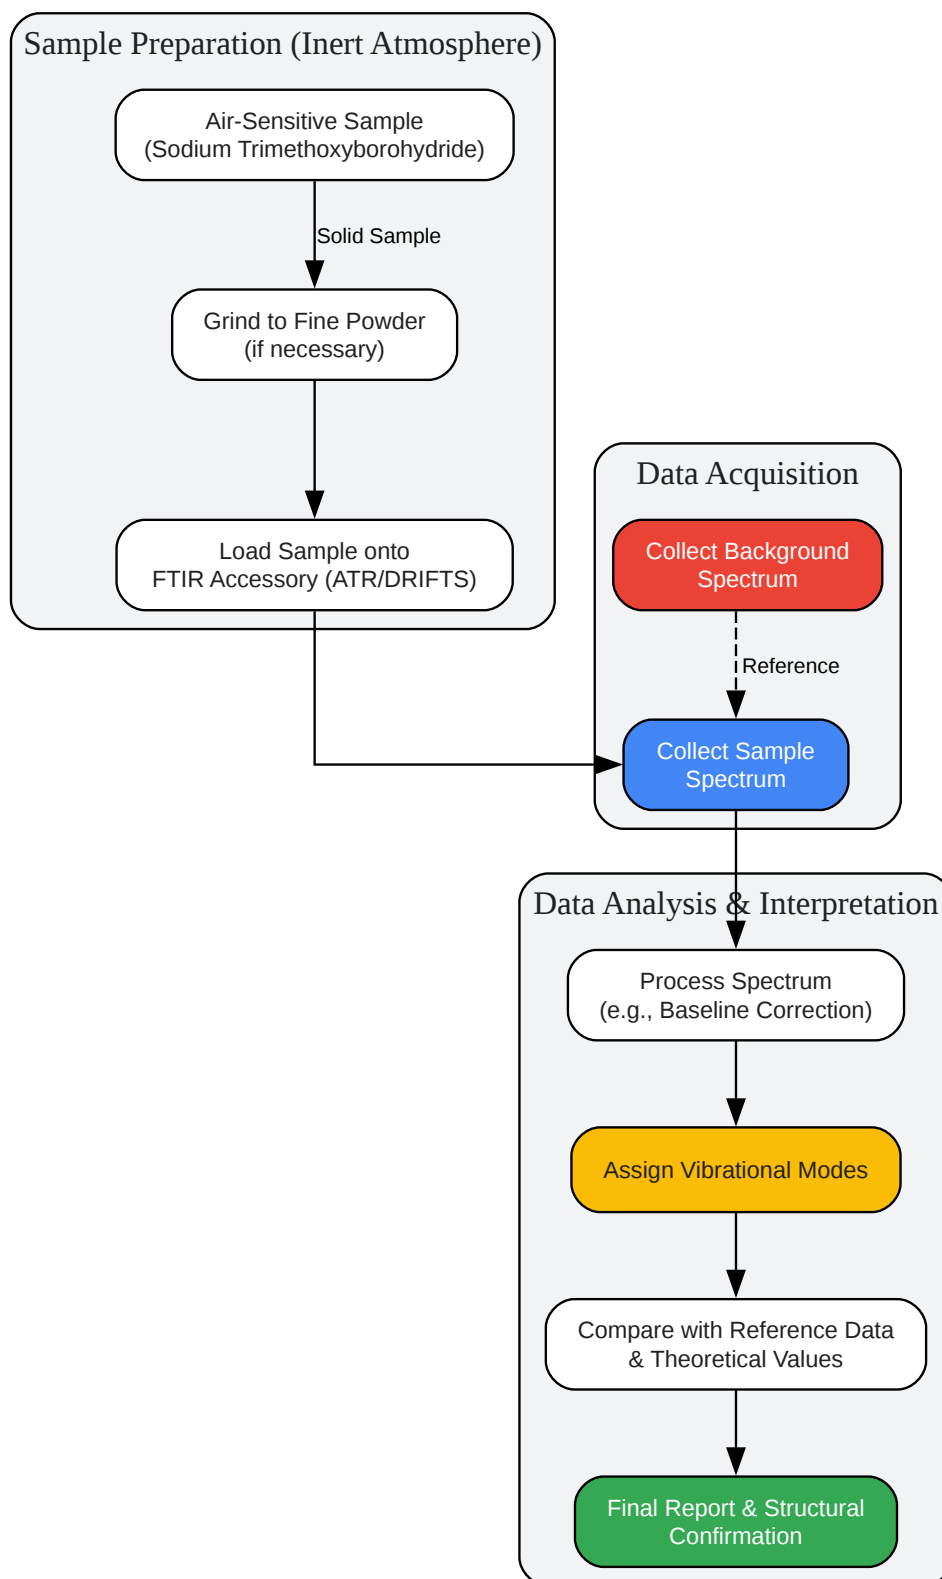 Sample Preparation (Inert Atmosphere)
Air-Sensitive Sample
(Sodium Trimethoxyborohydride)
Solid Sample
Grind to Fine Powder
(if necessary)
Load Sample onto
FTIR Accessory (ATR/DRIFTS)
Data Acquisition
Collect Background
Spectrum
Reference
Collect Sample
Spectrum
Data Analysis & Interpretation
Process Spectrum
(e.g., Baseline Correction)
Assign Vibrational Modes
Compare with Reference Data
& Theoretical Values
Final Report & Structural
Confirmation